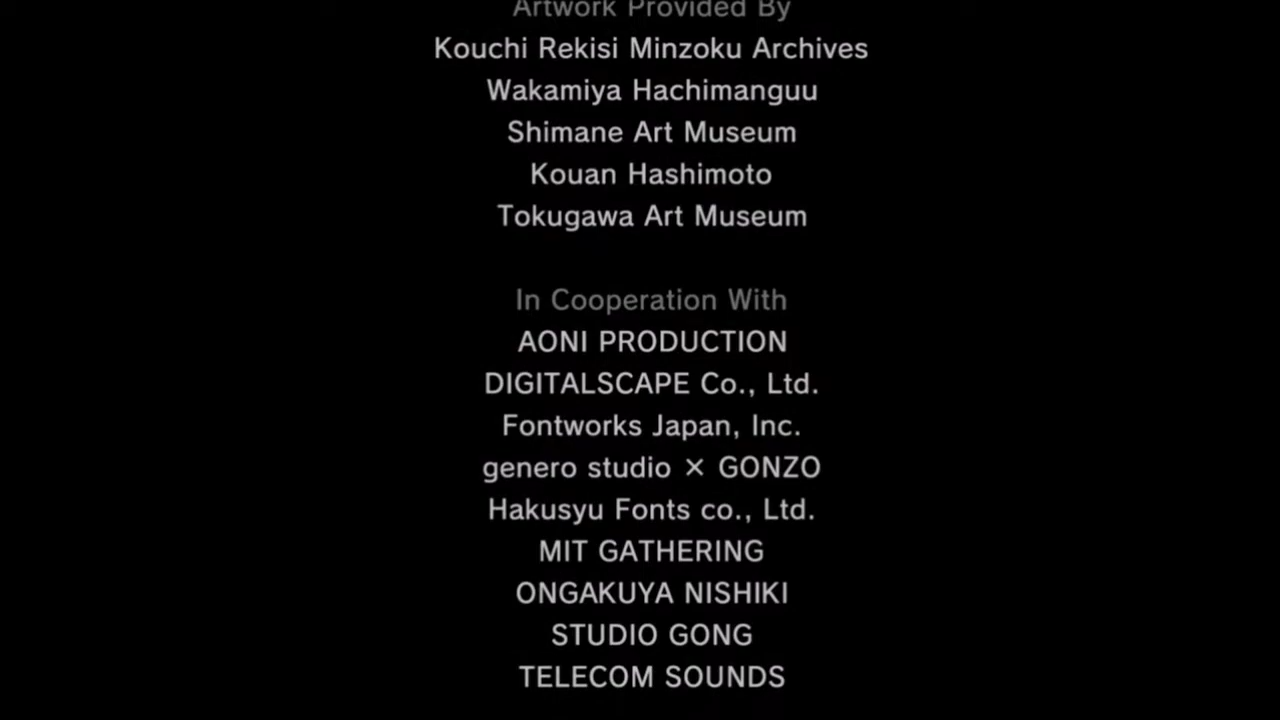 Artwork Provided By
Kouchi Rekisi Minzoku Archives
Wakamiya Hachimanguu
Shimane Art Museum
Kouan Hashimoto
Tokugawa Art Museum
In Cooperation With
AONI PRODUCTION
DIGITALSCAPE Co., Ltd.
Fontworks Japan, Inc.
genero studio × GONZO
Hakusyu Fonts co., Ltd.
MIT GATHERING
ONGAKUYA NISHIKI
STUDIO GONG
TELECOM SOUNDS